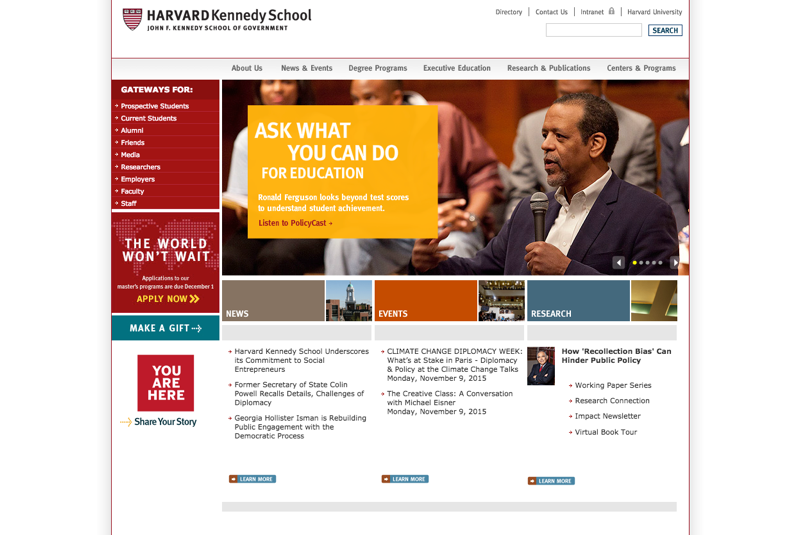 HARVARD Kennedy School
JOHN F. KENNEDY SCHOOL OF GOVERNMENT
Directory
Contact Us
Intranet
Harvard University
SEARCH
About Us
News & Events
Degree Programs
Executive Education
Research & Publications
Centers & Programs
GATEWAYS FOR:
Prospective Students
Current Students
Alumni
Friends
Media
Researchers
Employers
Faculty
Staff
THE WORLD
WON'T WAIT
Applications to our
master's programs are due December 1
APPLY NOW
MAKE A GIFT
YOU
ARE
HERE
Share Your Story
ASK WHAT
YOU CAN DO
FOR EDUCATION
Ronald Ferguson looks beyond test scores
to understand student achievement.
Listen to PolicyCast
NEWS
Harvard Kennedy School Underscores
its Commitment to Social
Entrepreneurs
Former Secretary of State Colin
Powell Recalls Details, Challenges of
Diplomacy
Georgia Hollister Isman is Rebuilding
Public Engagement with the
Democratic Process
LEARN MORE
EVENTS
CLIMATE CHANGE DIPLOMACY WEEK:
What's at Stake in Paris - Diplomacy
& Policy at the Climate Change Talks
Monday, November 9, 2015
The Creative Class: A Conversation
with Michael Eisner
Monday, November 9, 2015
LEARN MORE
RESEARCH
How 'Recollection Bias' Can
Hinder Public Policy
Working Paper Series
Research Connection
Impact Newsletter
Virtual Book Tour
LEARN MORE